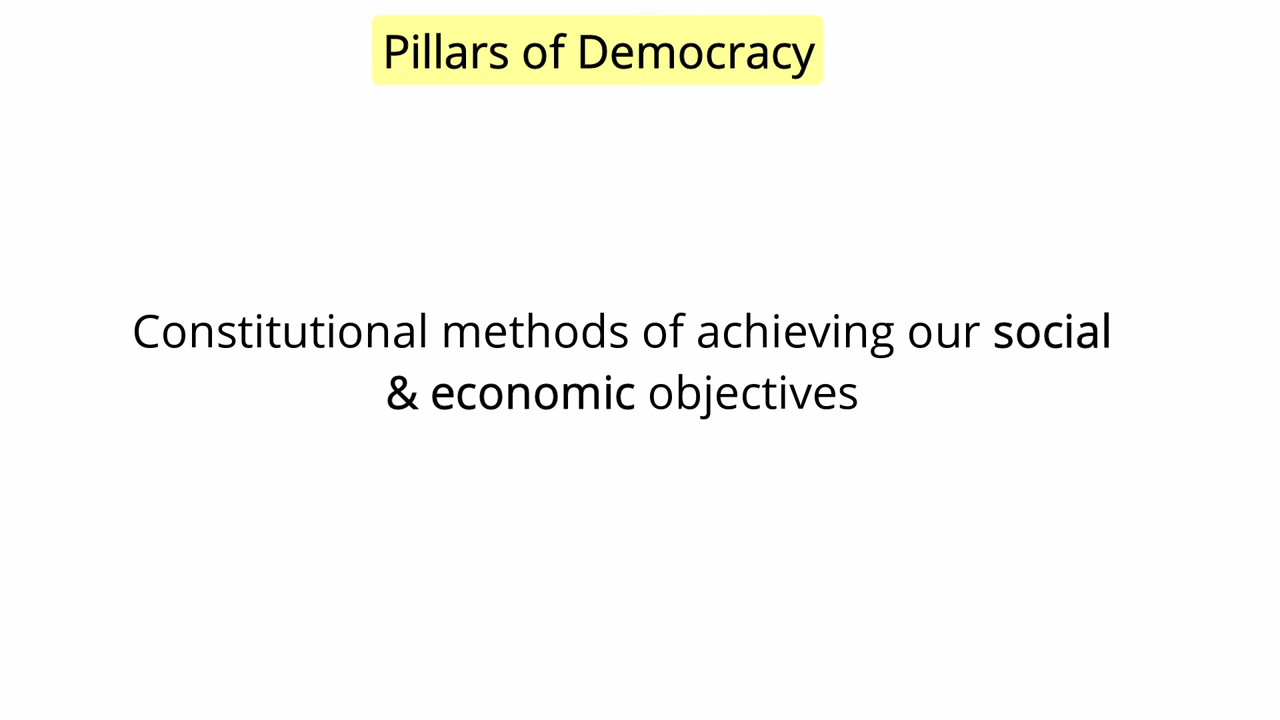 Pillars of Democracy
Constitutional methods of achieving our social
& economic objectives